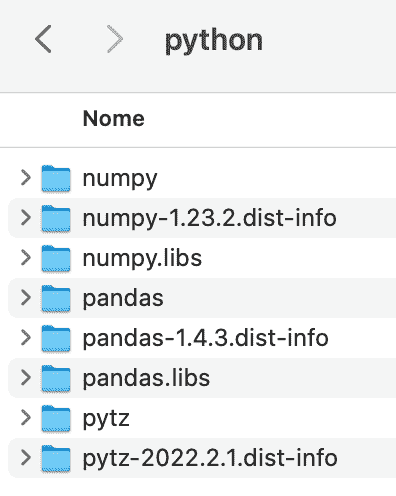 python
Nome
numpy
numpy-1.23.2.dist-info
numpy.libs
pandas
pandas-1.4.3.dist-info
pandas.libs
pytz
pytz-2022.2.1.dist-info